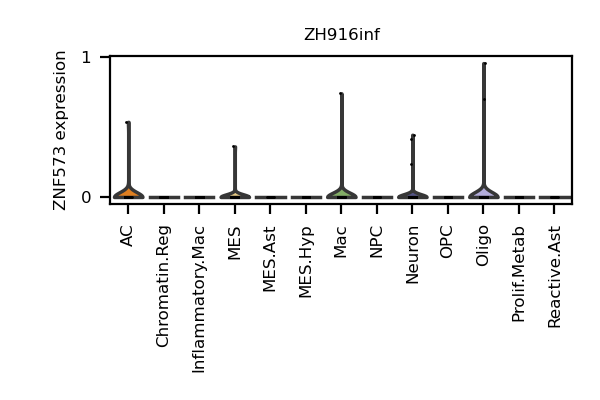 ZH916inf
ZNF573 expression
1
0
AC
Chromatin.Reg
Inflammatory.Mac
MES
MES.Ast
MES.Hyp
Mac
NPC
Neuron
OPC
Oligo
Prolif.Metab
Reactive.Ast